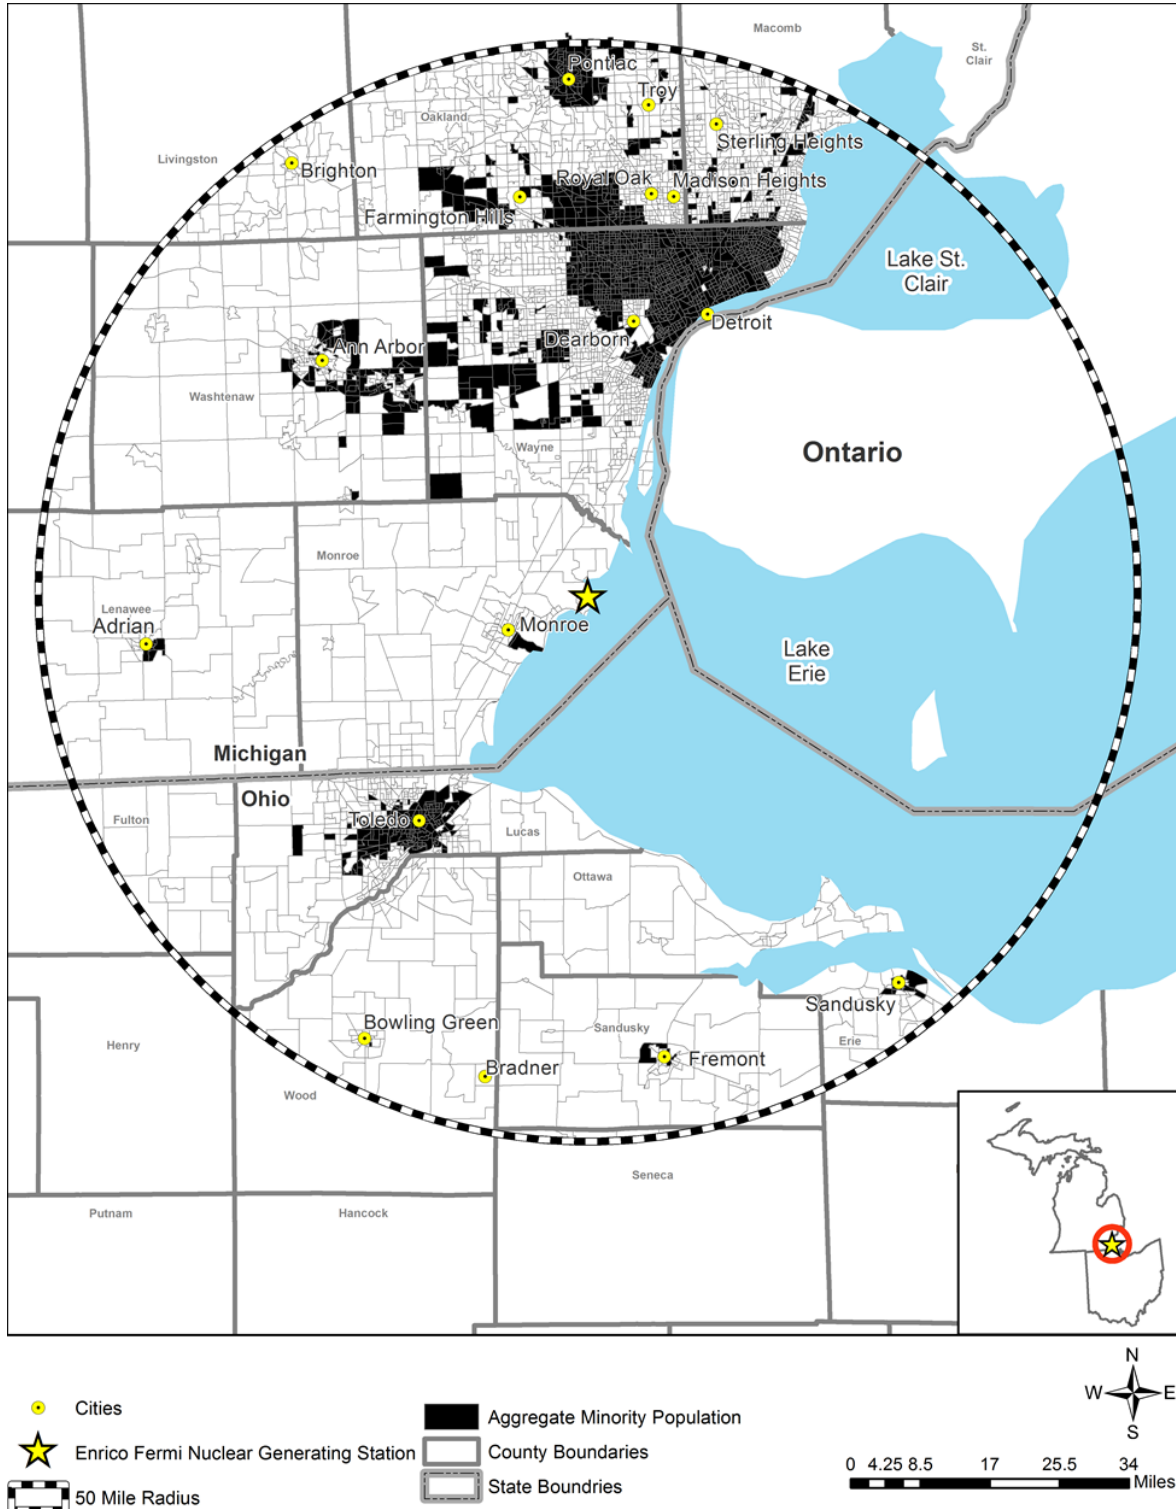 Macomb
St.
Clair
Pontiac
Troy
Oakland
Sterling Heights
Livingston
Brighton
Royal Oak
Madison Heights
Farmington Hills
Lake St.
Clair
Detroit
Dearborn
Ann Arbor
Washtenaw
Wayne
Ontario
Monroe
Lenawee
Adrian
Monroe
Lake
Erie
Michigan
Ohio
Fulton
Toledo
Lucas
Ottawa
Sandusky
Bowling Green
Sandusky
Erie
Henry
Fremont
Bradner
Wood
Seneca
Putnam
Hancock
N
W
E
S
Cities
Enrico Fermi Nuclear Generating Station
50 Mile Radius
Aggregate Minority Population
County Boundaries
State Boundries
0 4.25 8.5 17 25.5 34
Miles